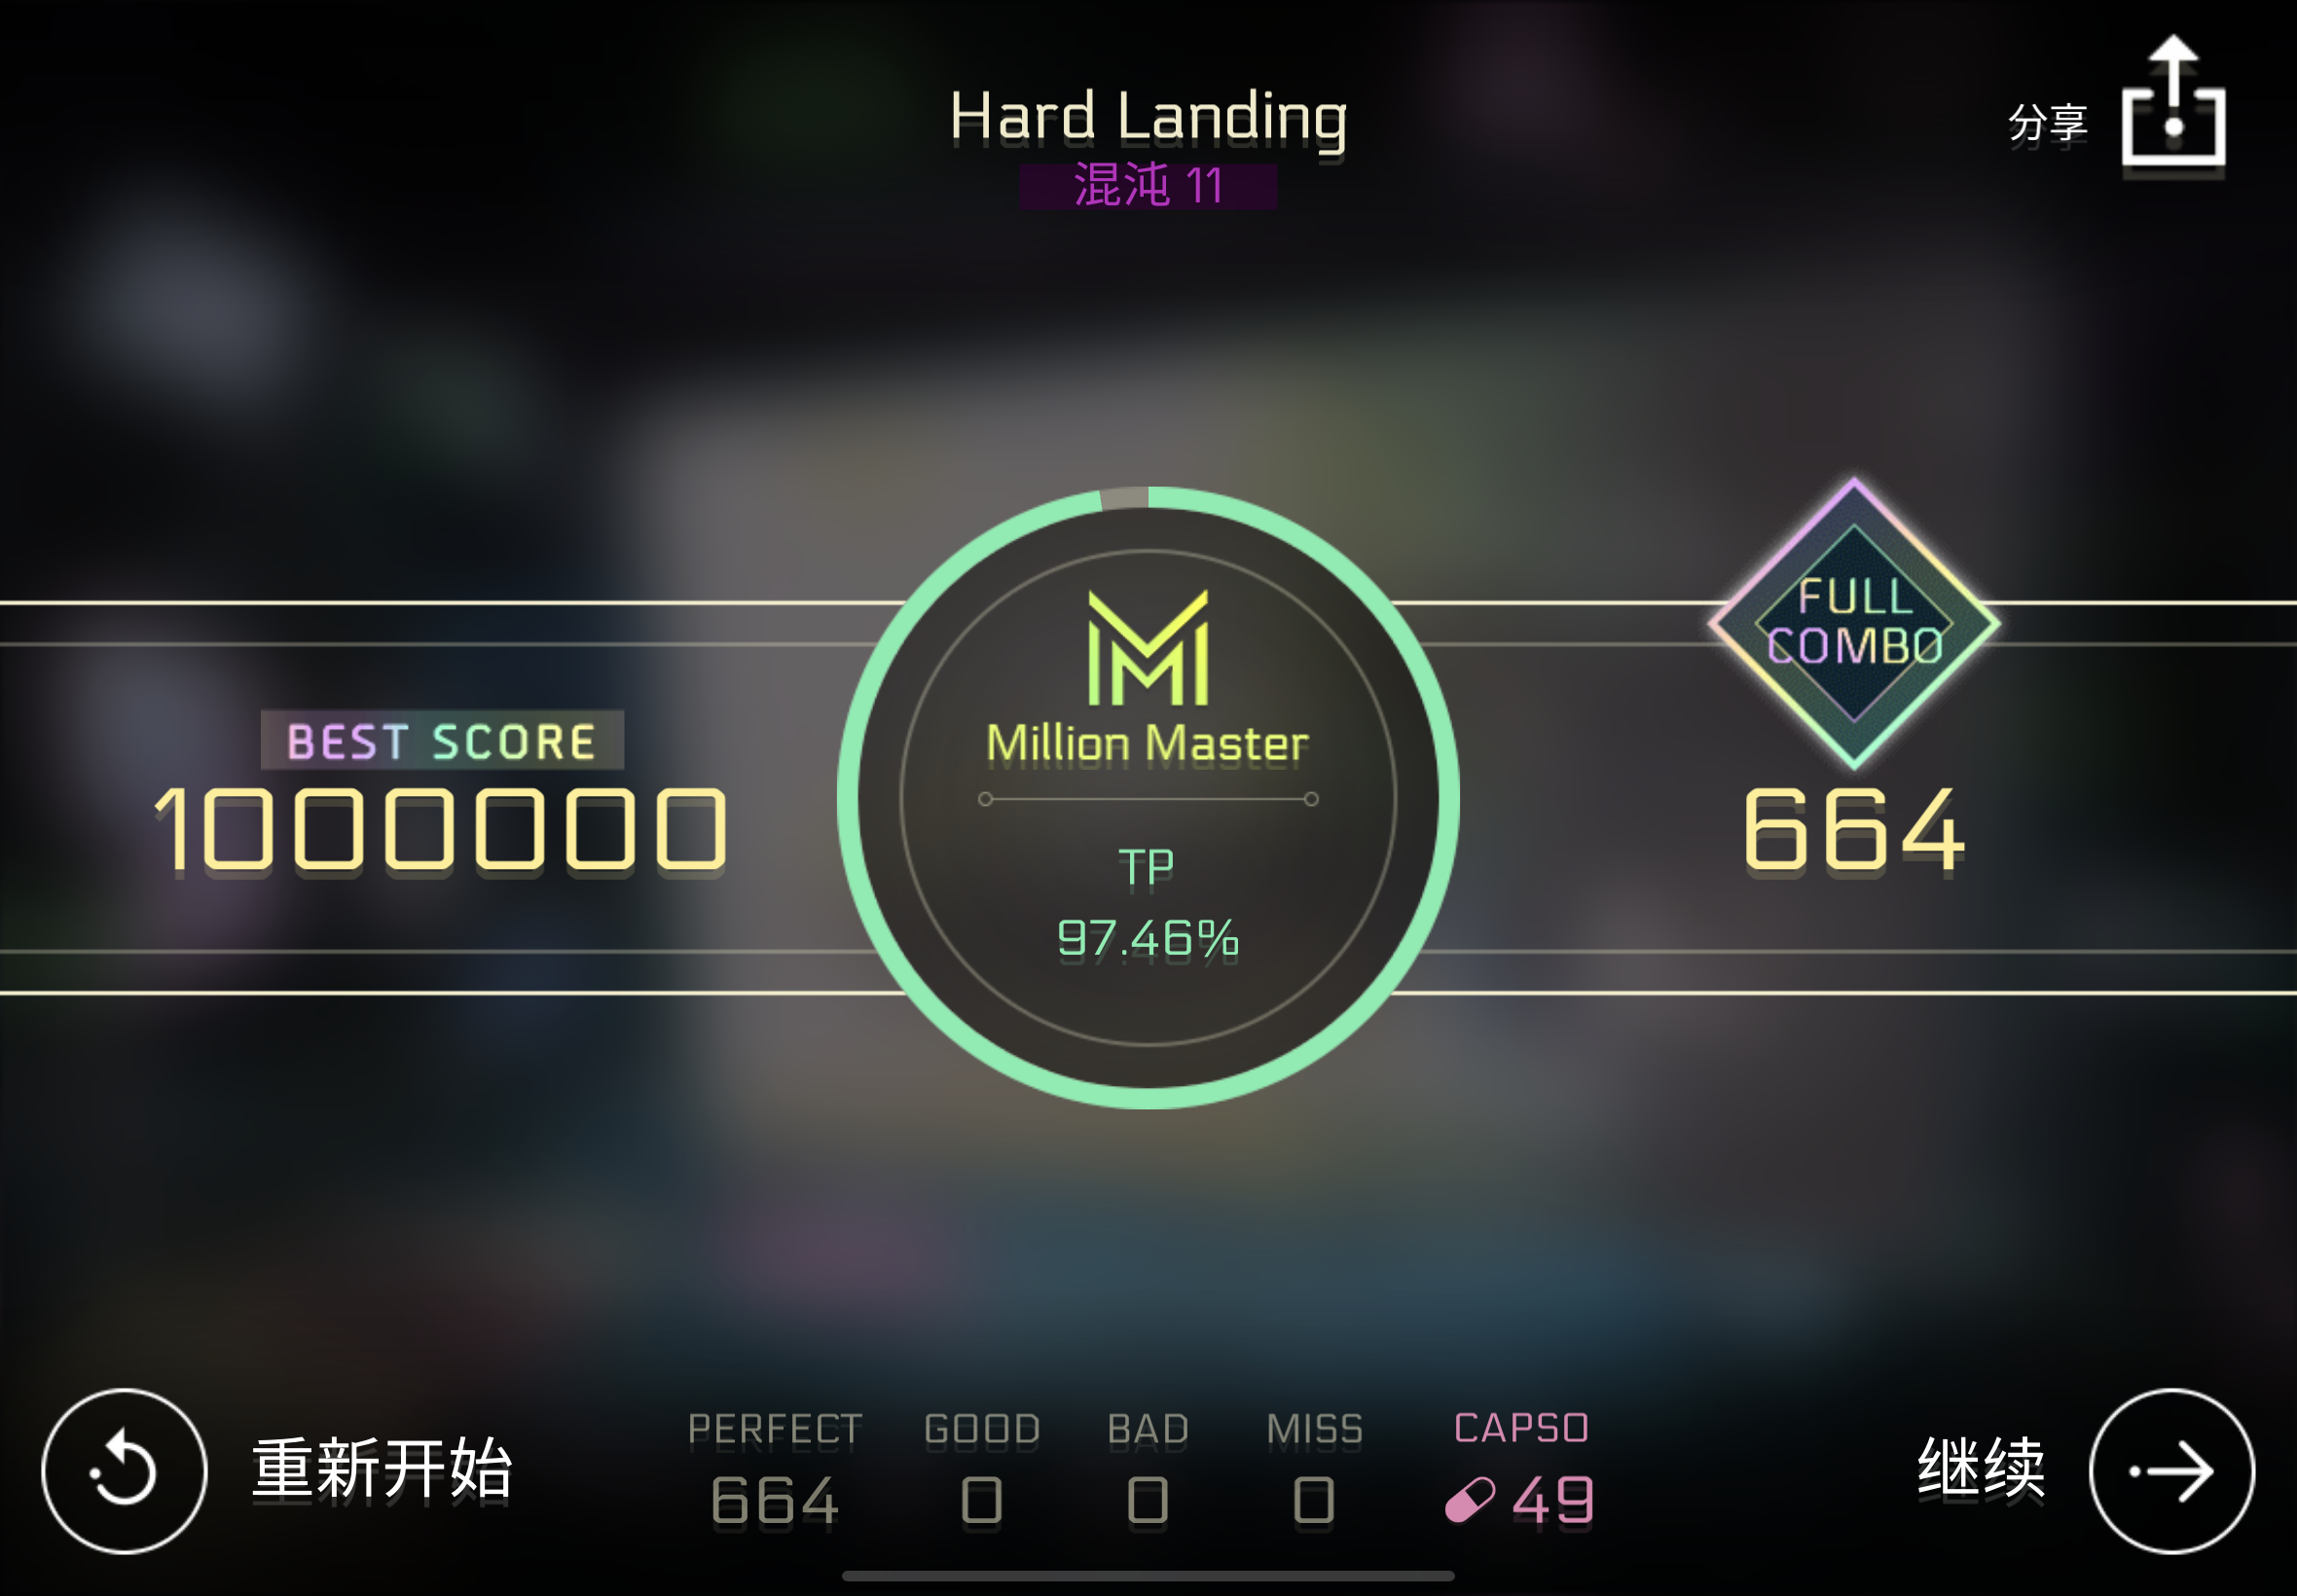 Hard Landing
混沌 11
分享
FULL
COMBO
BEST SCORE
1000000
Million Master
TP
97.46%
664
重新开始
PERFECT GOOD BAD MISS CAPSO
664 0 0 0 49
继续